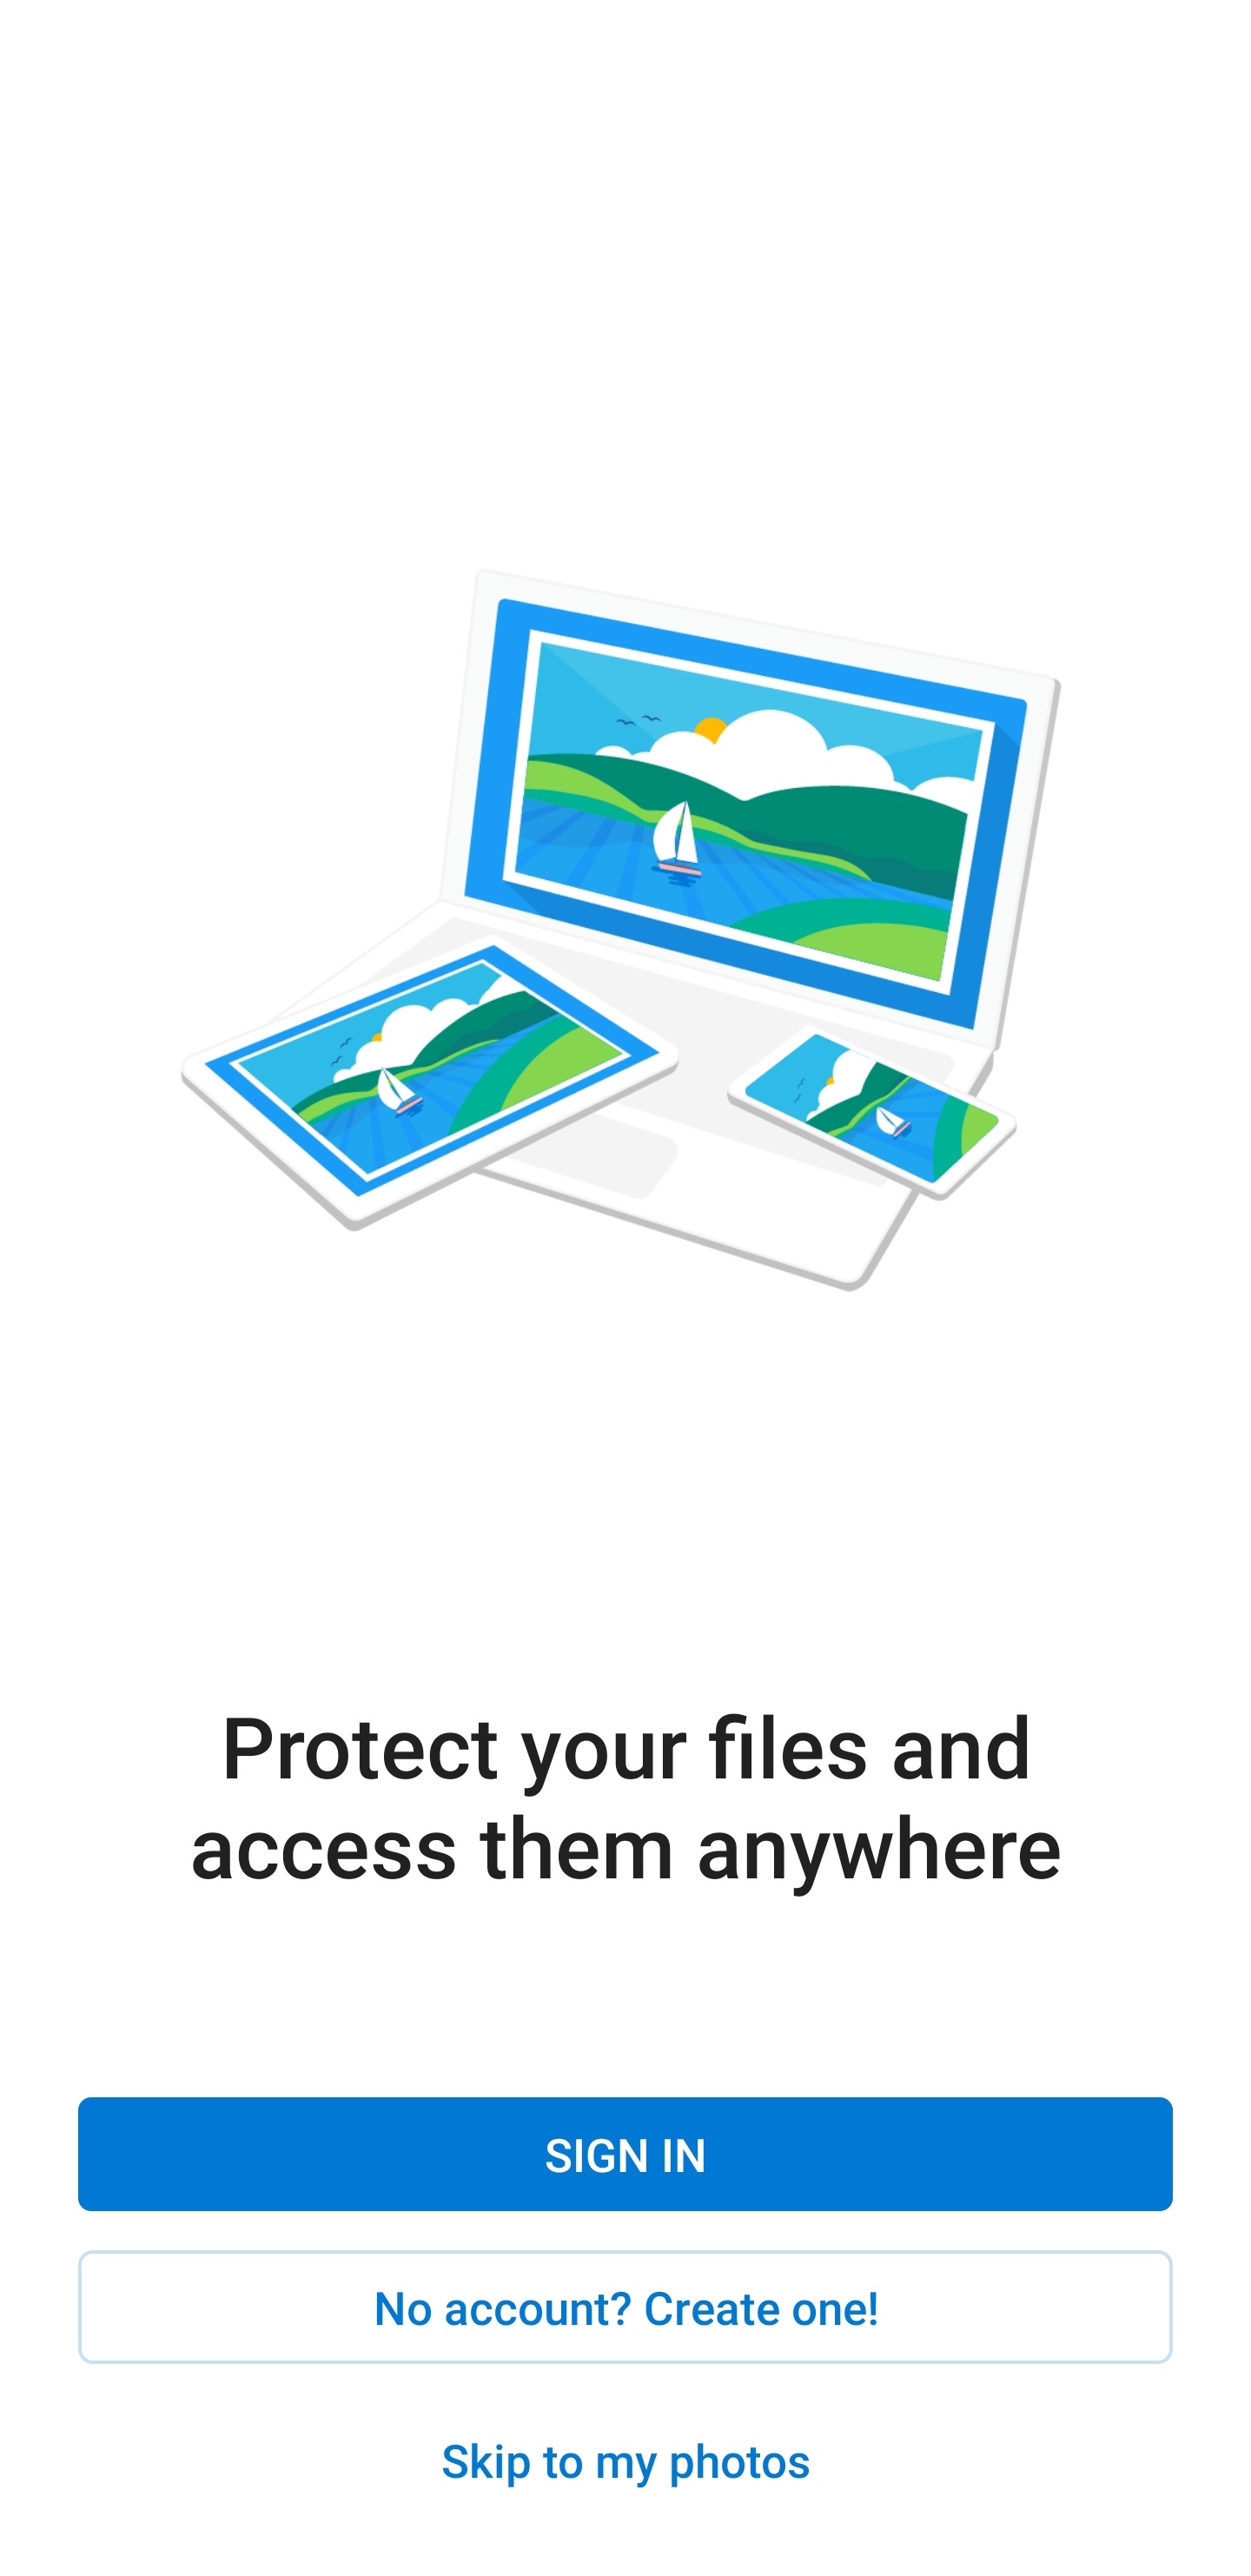 Protect your files and
access them anywhere
SIGN IN
No account? Create one!
Skip to my photos